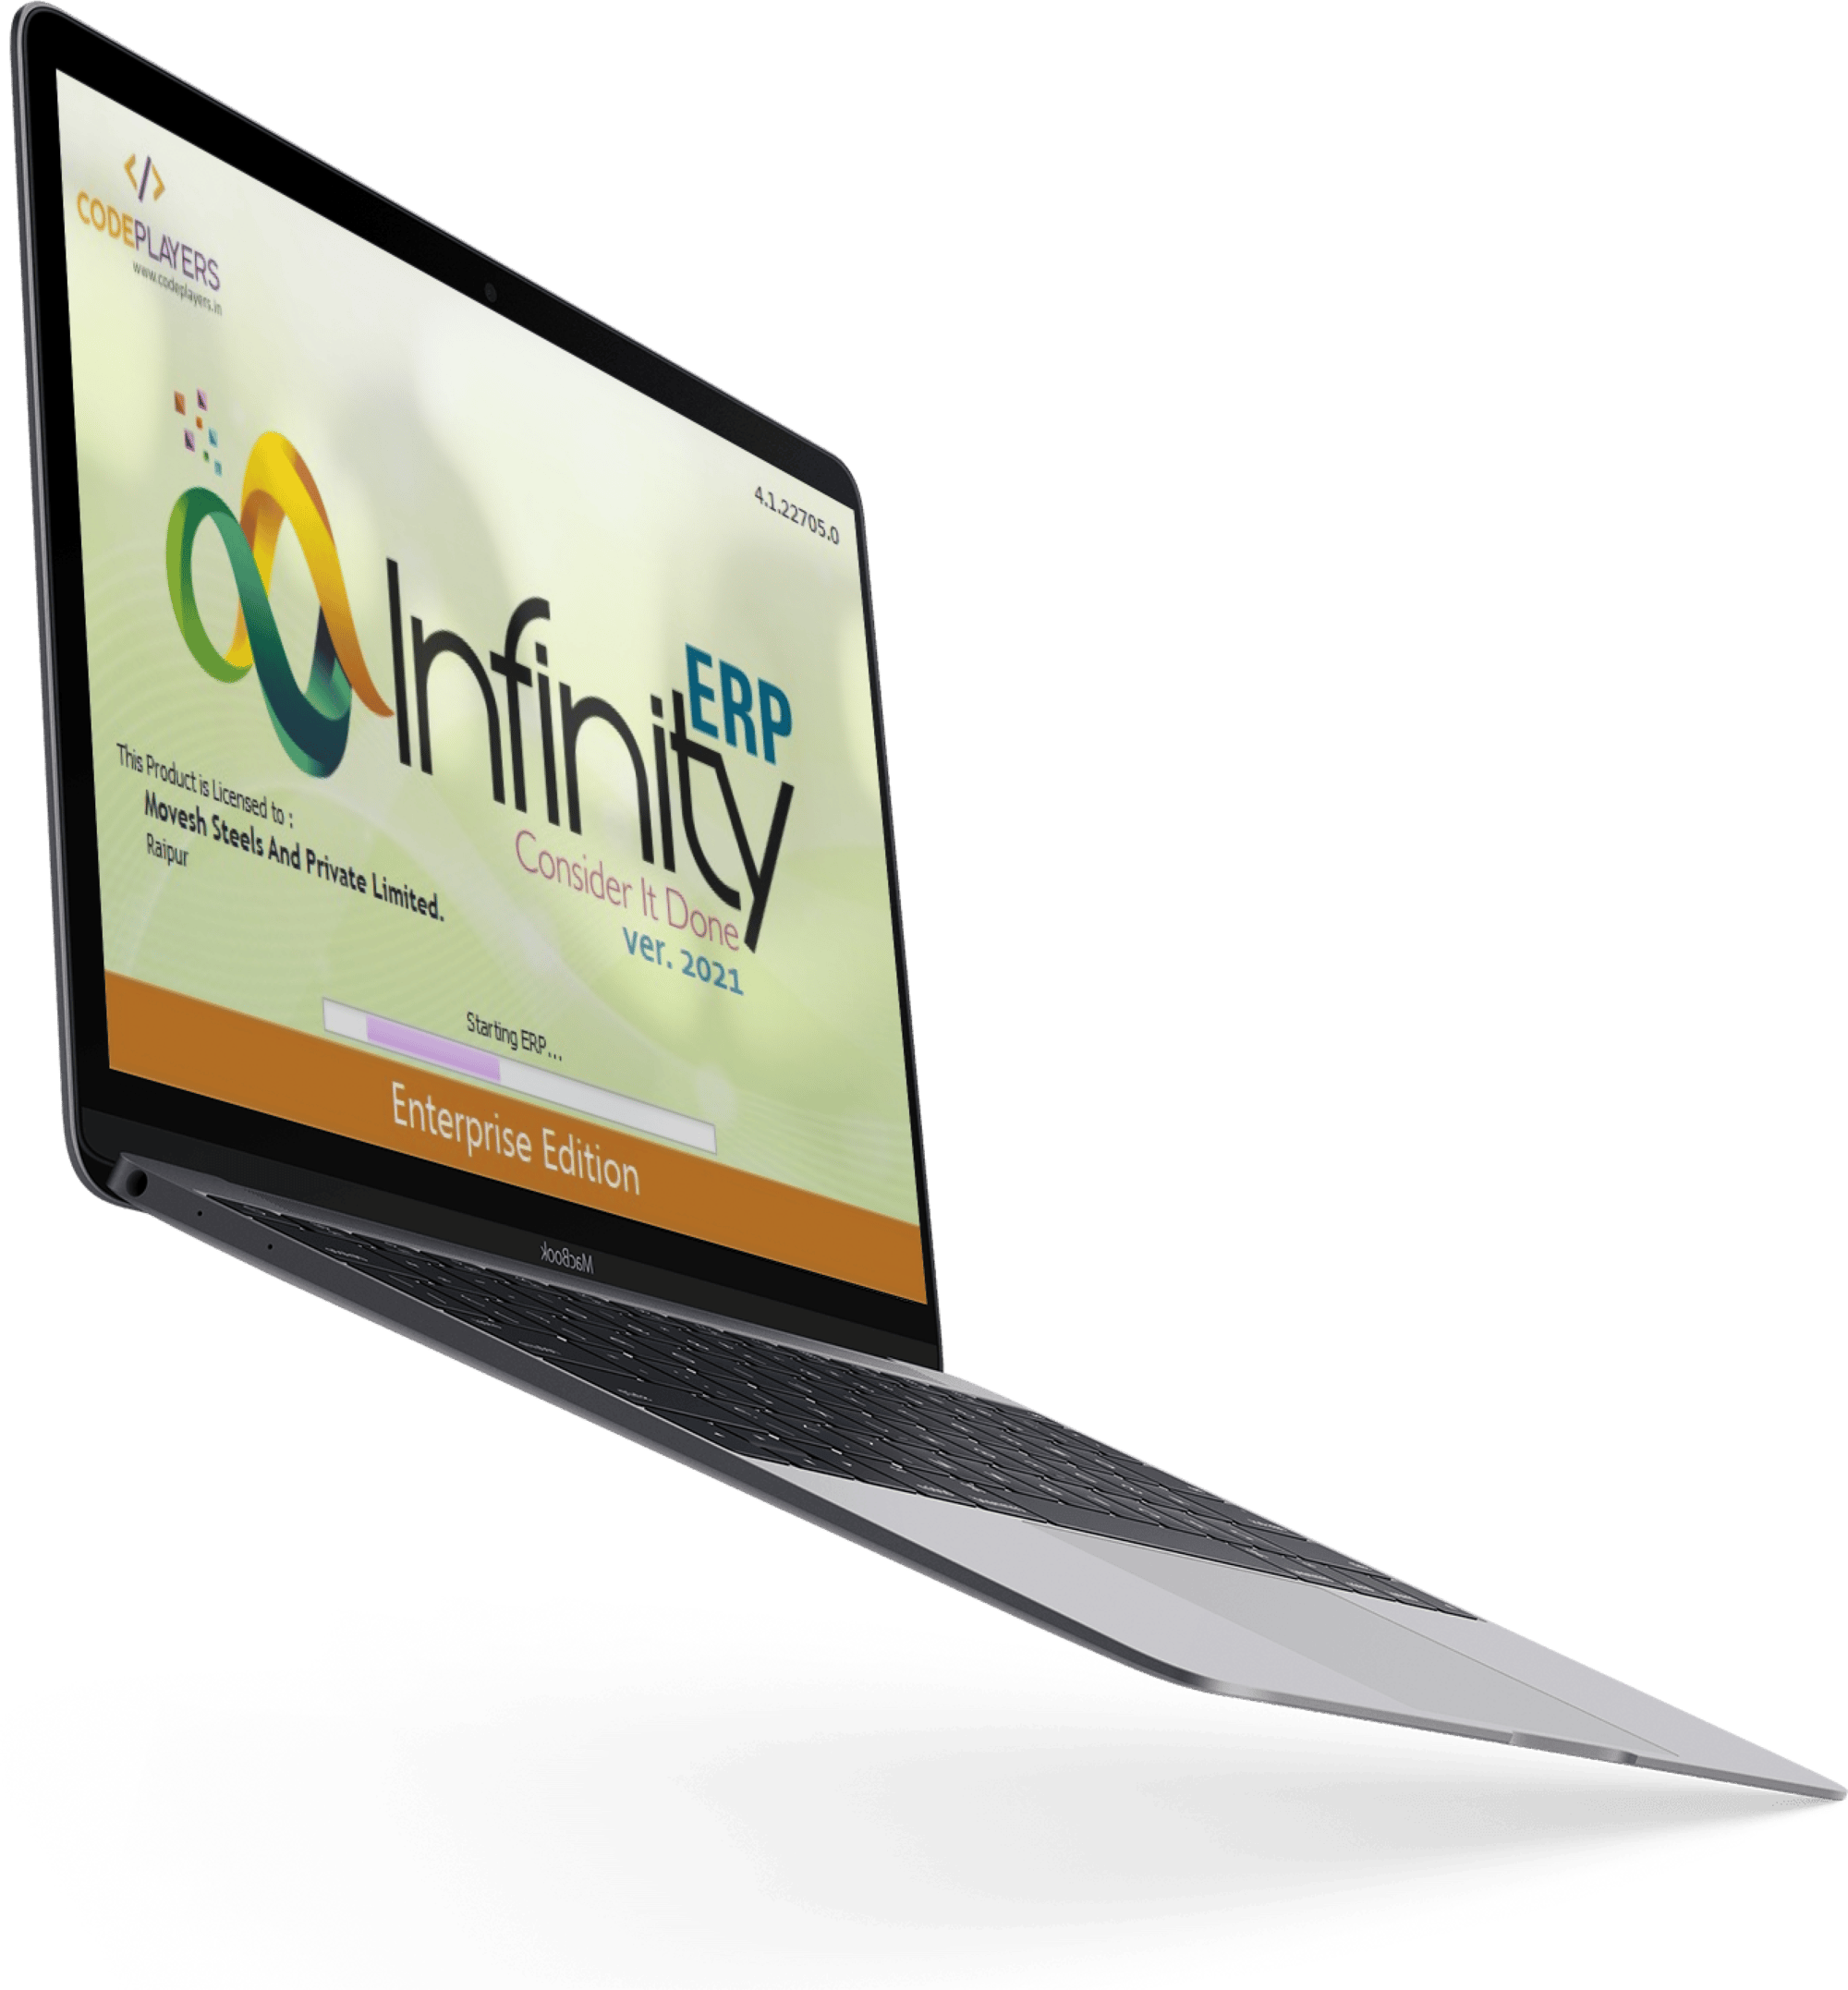 </>
CODEPLAYERS
www.codeplayers.in
4.1.22705.0
Infinity ERP
Consider It Done
ver. 2021
This Product is Licensed to :
Movesh Steels And Private Limited.
Raipur
Starting ERP...
Enterprise Edition
MacBook